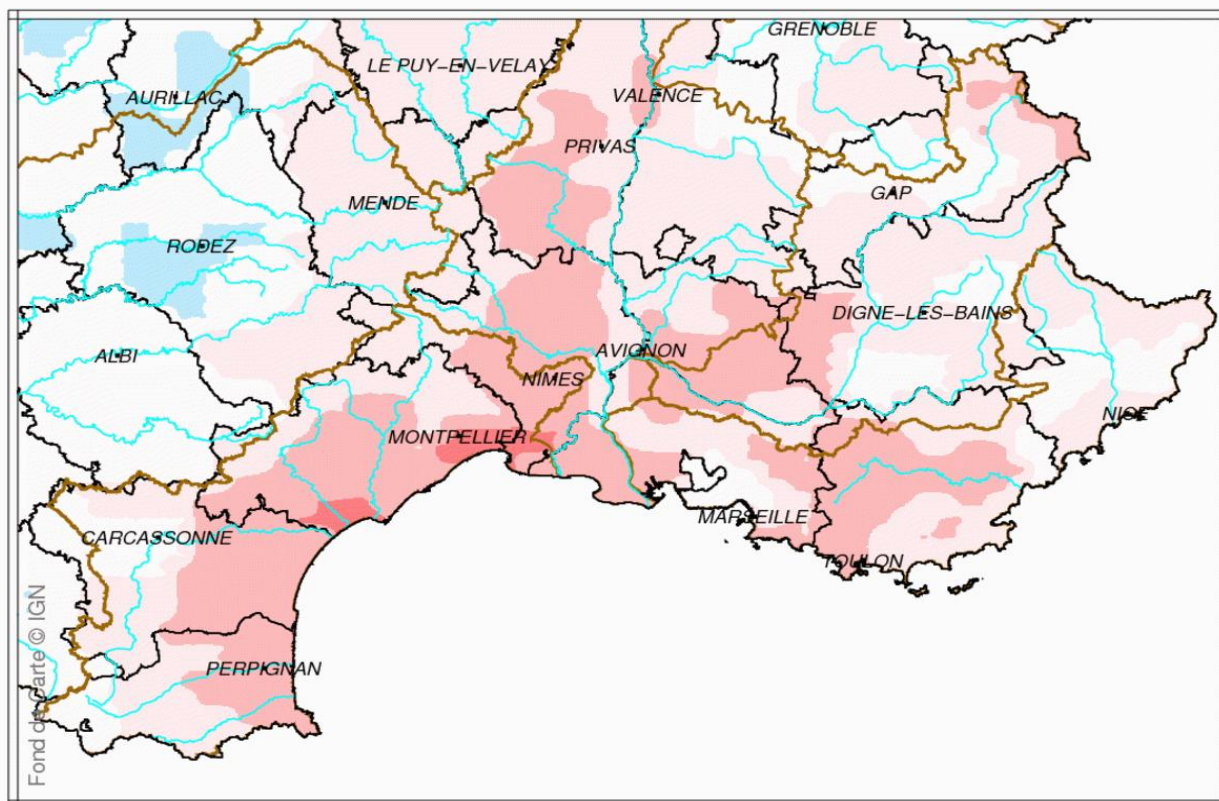 GRENOBLE
LE PUY-EN-VELAY
AURILLAC
VALENCE
PRIVAS
GAP
MENDE
RODEZ
DIGNE-LES-BAINS
AVIGNON
ALBI
NIMES
NICE
MONTPELLIER
MARSEILLE
CARCASSONNE
TOULON
PERPIGNAN
Fond de Carte © IGN